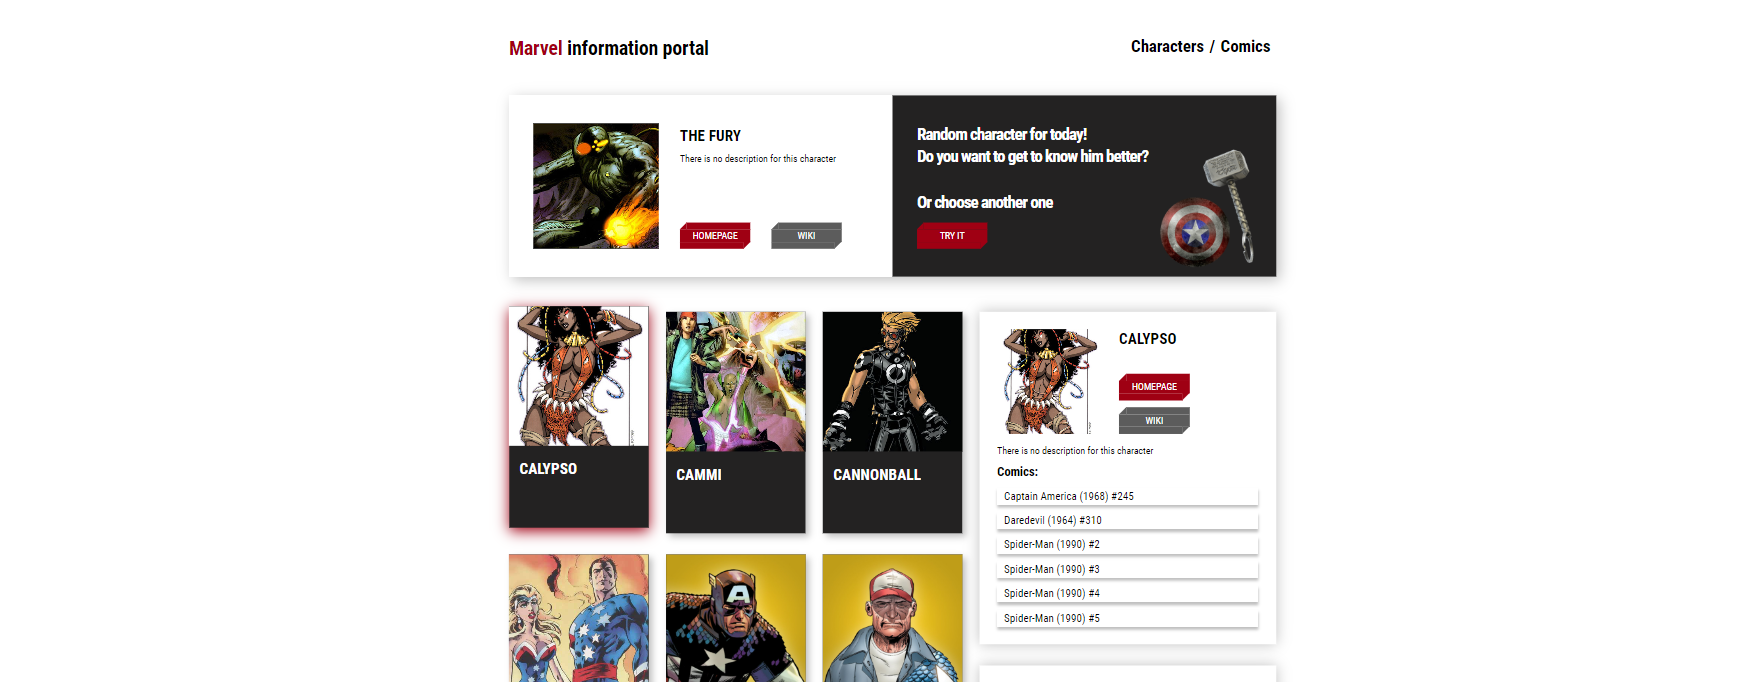 Marvel information portal
Characters / Comics
THE FURY
There is no description for this character
HOMEPAGE
WIKI
Random character for today!
Do you want to get to know him better?
Or choose another one
TRY IT
CALYPSO
CAMMI
CANNONBALL
CALYPSO
HOMEPAGE
WIKI
There is no description for this character
Comics:
Captain America (1968) #245
Daredevil (1964) #310
Spider-Man (1990) #2
Spider-Man (1990) #3
Spider-Man (1990) #4
Spider-Man (1990) #5
A